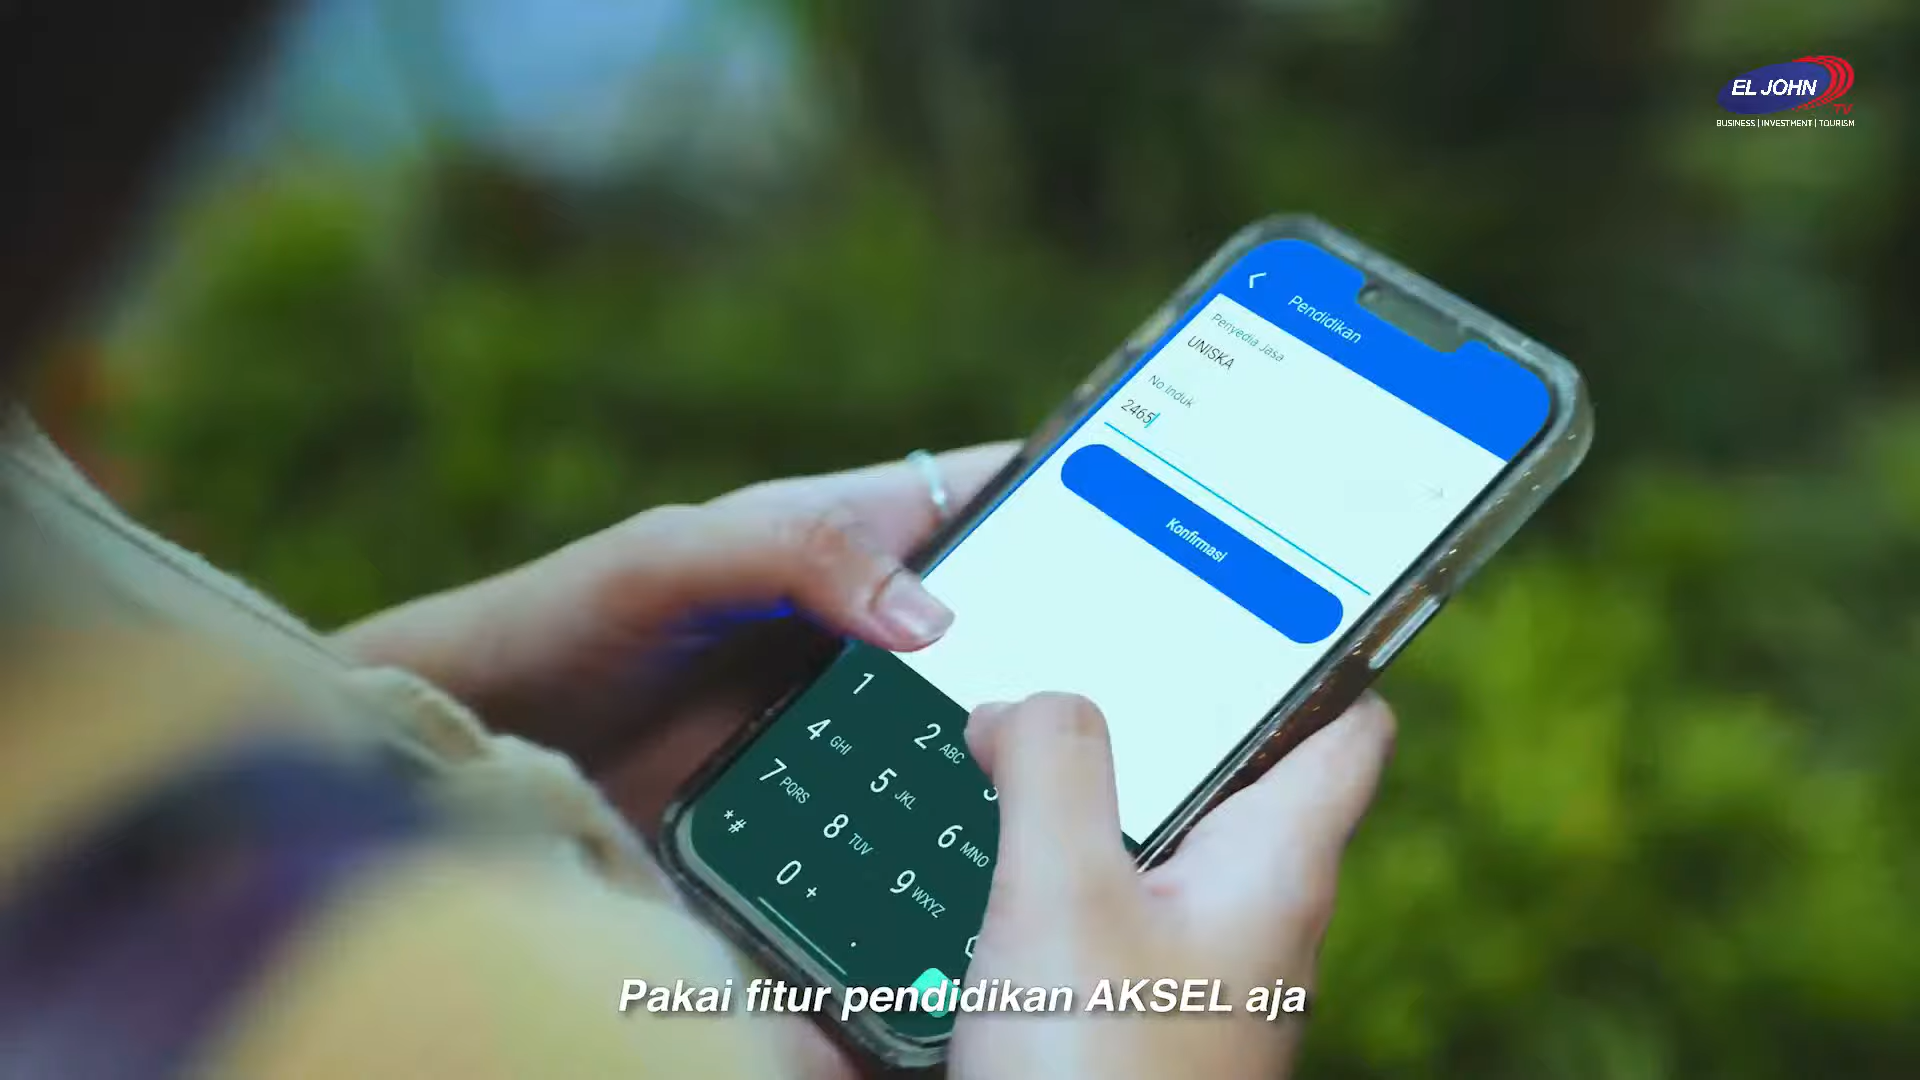 EL JOHN
TV
BUSINESS | INVESTMENT | TOURISM
Pendidikan
Penyedia Jasa
UNISKA
No Induk
2465
Konfirmasi
1
2 ABC
4 GHI
5 JKL
6 MNO
7 PQRS
8 TUV
9 WXYZ
*#
0 +
.
Pakai fitur pendidikan AKSEL aja